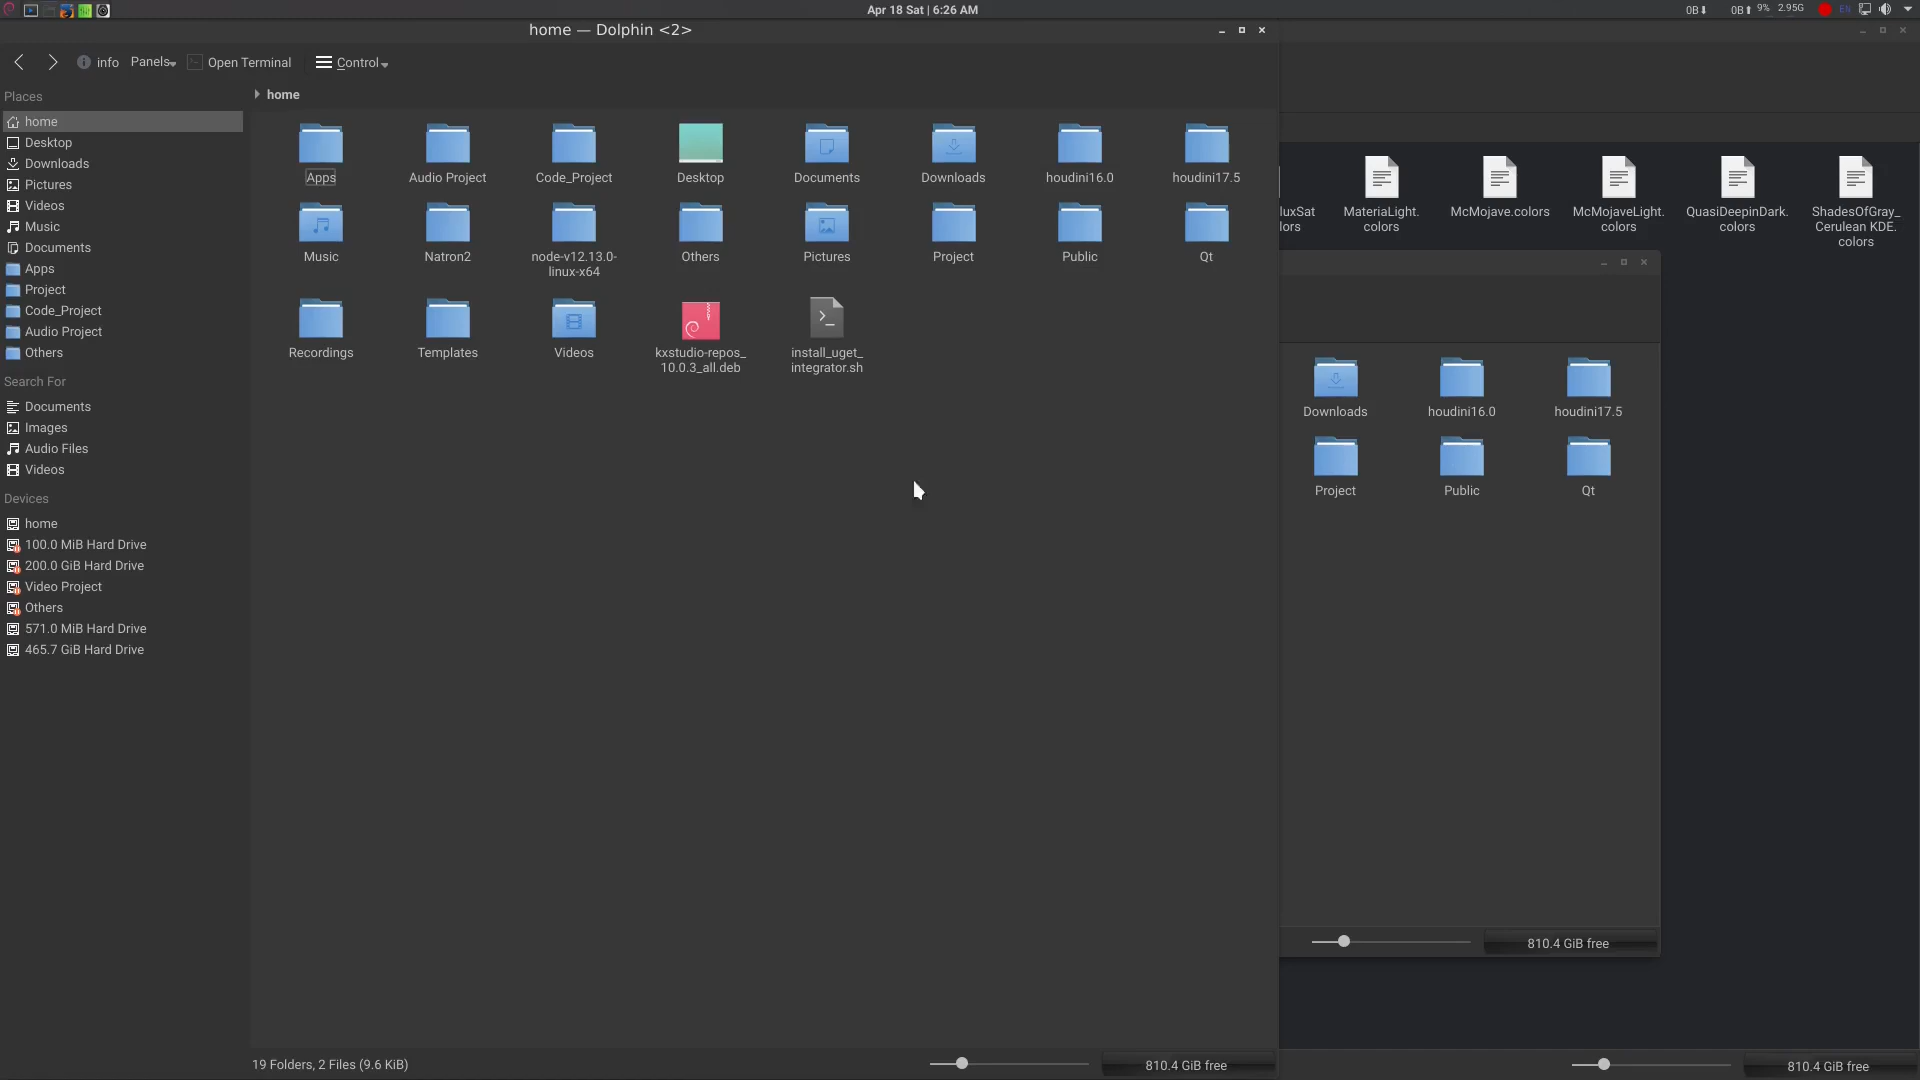 Apr 18 Sat | 6:26 AM
0B⬇ 0B⬆ 9% 2.95G EN
home — Dolphin <2>
info Panels Open Terminal Control
Places
home
Desktop
Downloads
Pictures
Videos
Music
Documents
Apps
Project
Code_Project
Audio Project
Others
Search For
Documents
Images
Audio Files
Videos
Devices
home
100.0 MiB Hard Drive
200.0 GiB Hard Drive
Video Project
Others
571.0 MiB Hard Drive
465.7 GiB Hard Drive
home
Apps Audio Project Code_Project Desktop Documents Downloads houdini16.0 houdini17.5
Music Natron2 node-v12.13.0- Others Pictures Project Public Qt
linux-x64
Recordings Templates Videos kxstudio-repos_ install_uget_
10.0.3_all.deb integrator.sh
19 Folders, 2 Files (9.6 KiB)
810.4 GiB free
luxSat MateriaLight. McMojave.colors McMojaveLight. QuasiDeepinDark. ShadesOfGray_
lors colors colors colors Cerulean KDE.
colors
Downloads houdini16.0 houdini17.5
Project Public Qt
810.4 GiB free
810.4 GiB free